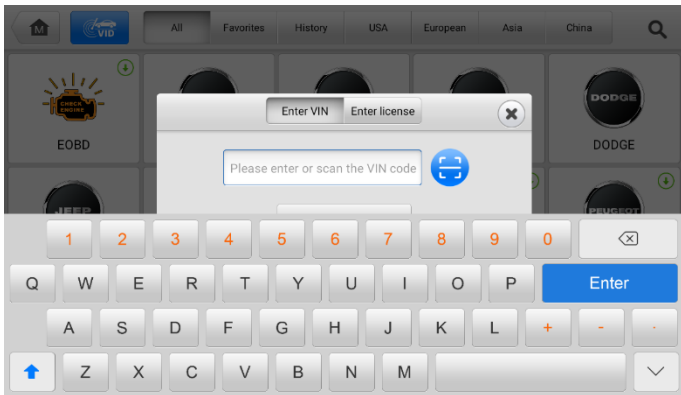 M VID All Favorites History USA European Asia China
CHECK
ENGINE
DODGE
EOBD
DODGE
Enter VIN Enter license
Please enter or scan the VIN code
JEEP
PEUGEOT
1 2 3 4 5 6 7 8 9 0
Q W E R T Y U I O P Enter
A S D F G H J K L + - .
Z X C V B N M